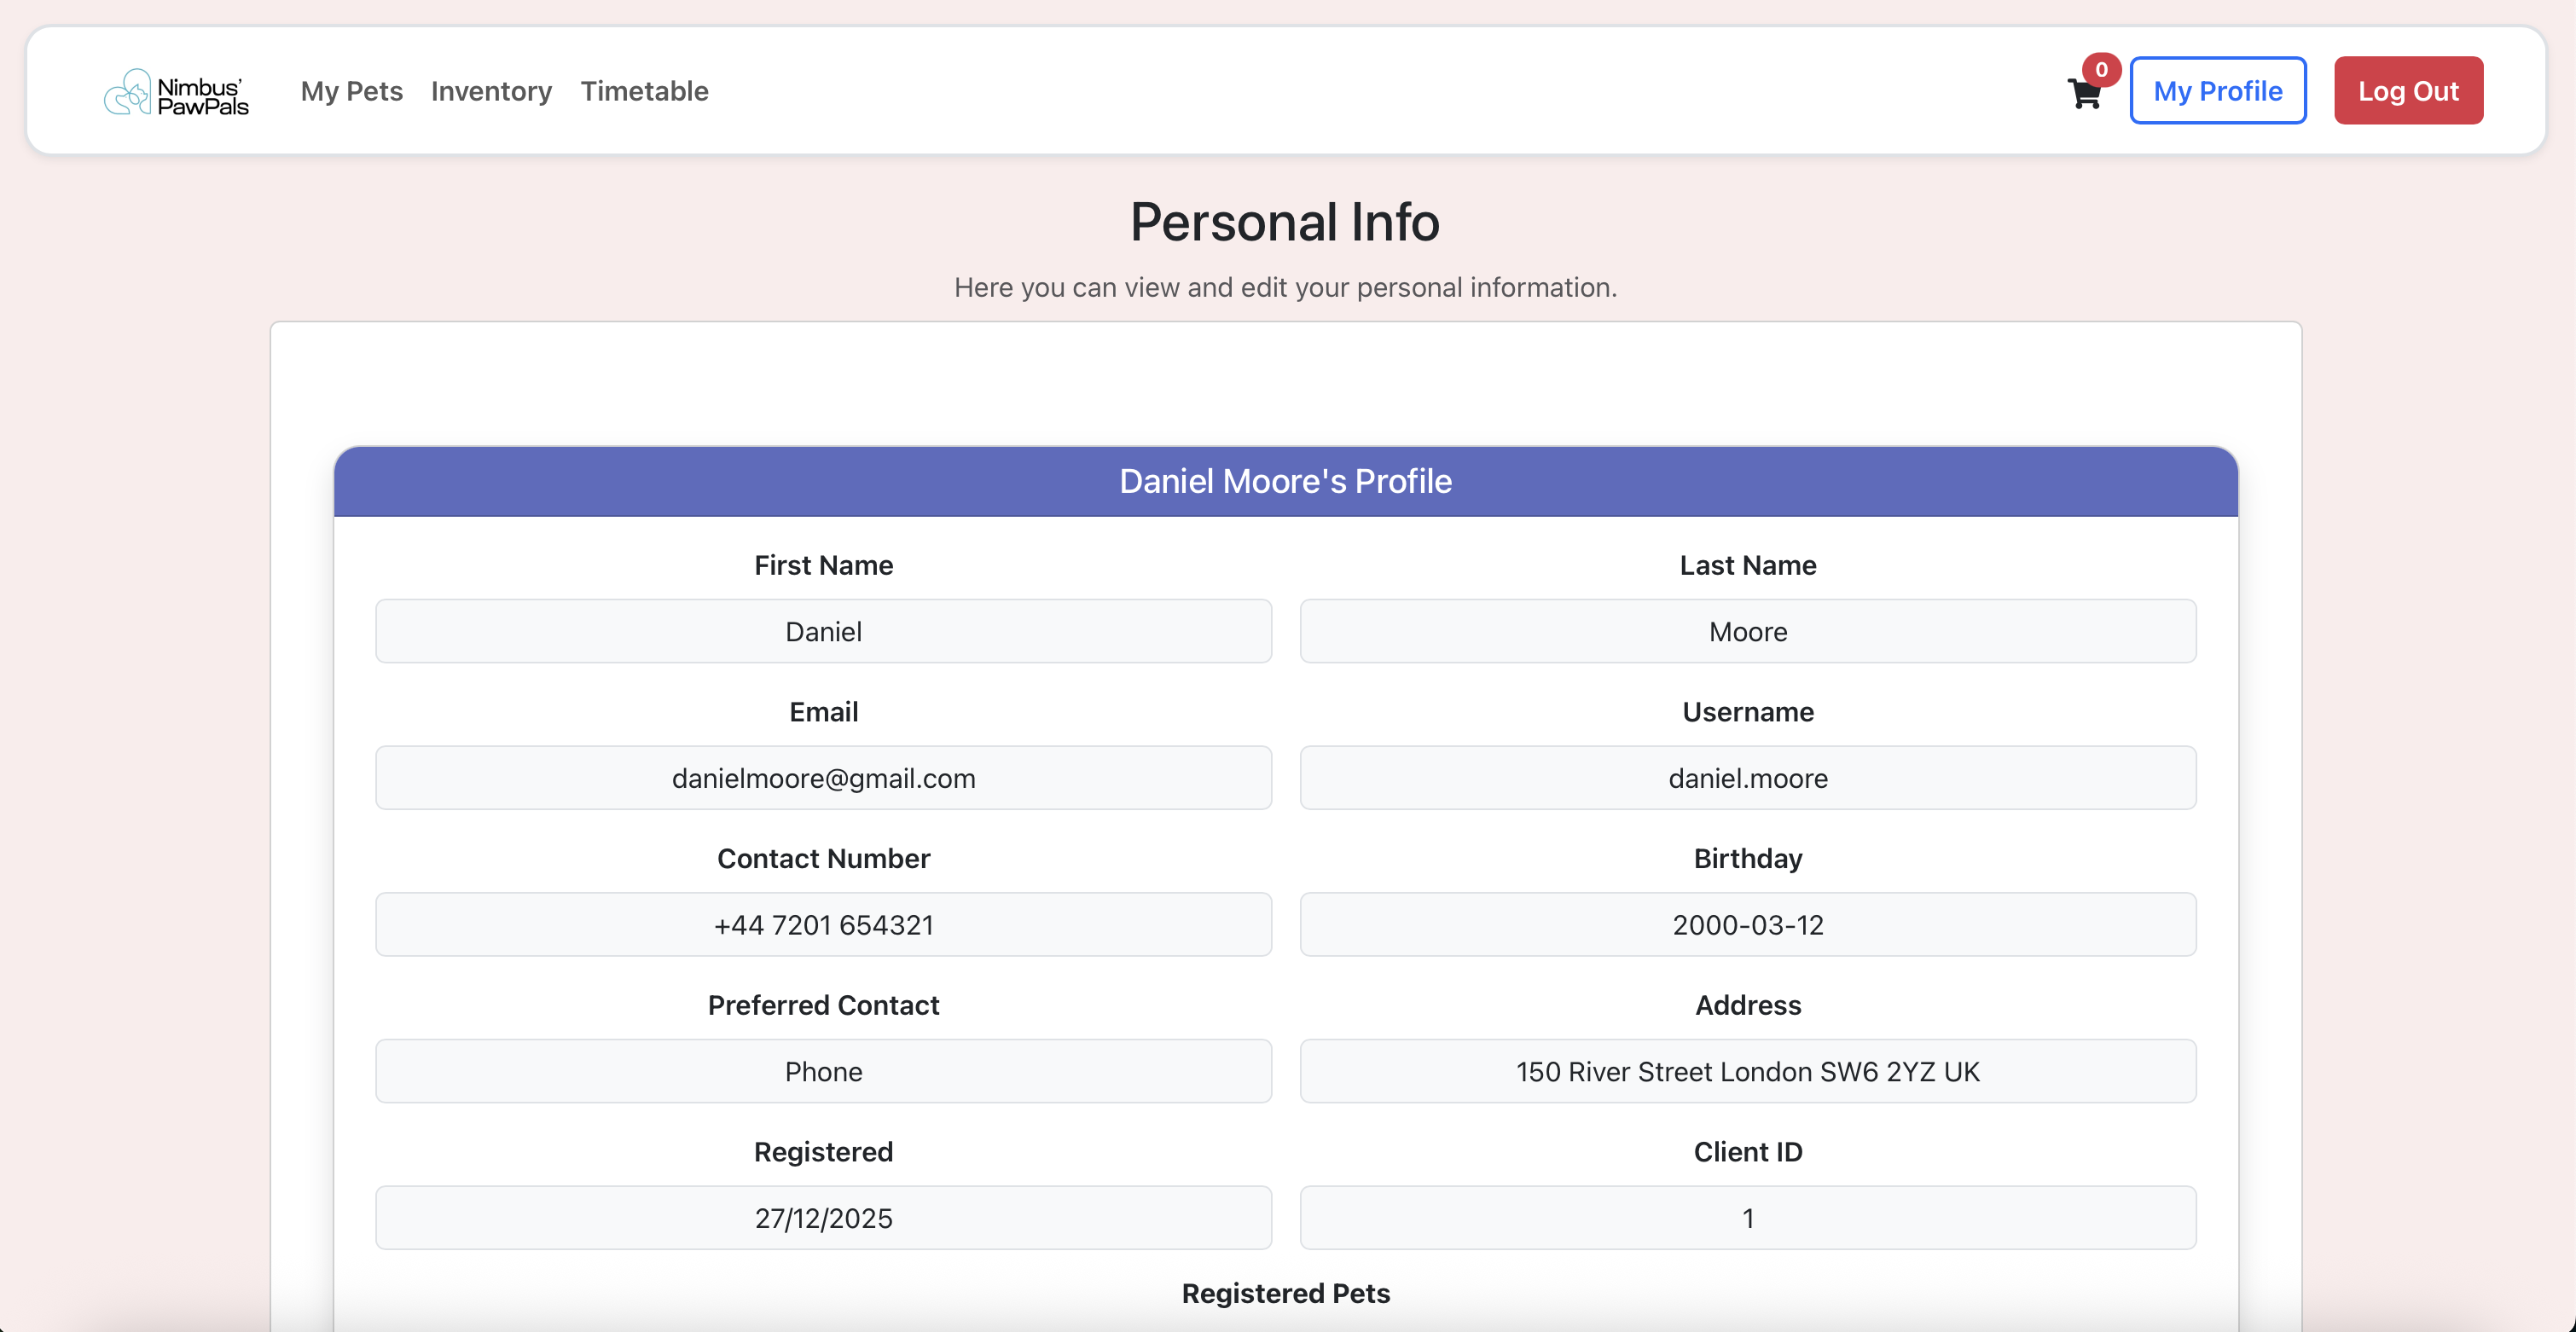 Nimbus'
PawPals
My Pets Inventory Timetable
0
My Profile
Log Out
Personal Info
Here you can view and edit your personal information.
Daniel Moore's Profile
First Name
Last Name
Daniel
Moore
Email
Username
danielmoore@gmail.com
daniel.moore
Contact Number
Birthday
+44 7201 654321
2000-03-12
Preferred Contact
Address
Phone
150 River Street London SW6 2YZ UK
Registered
Client ID
27/12/2025
1
Registered Pets